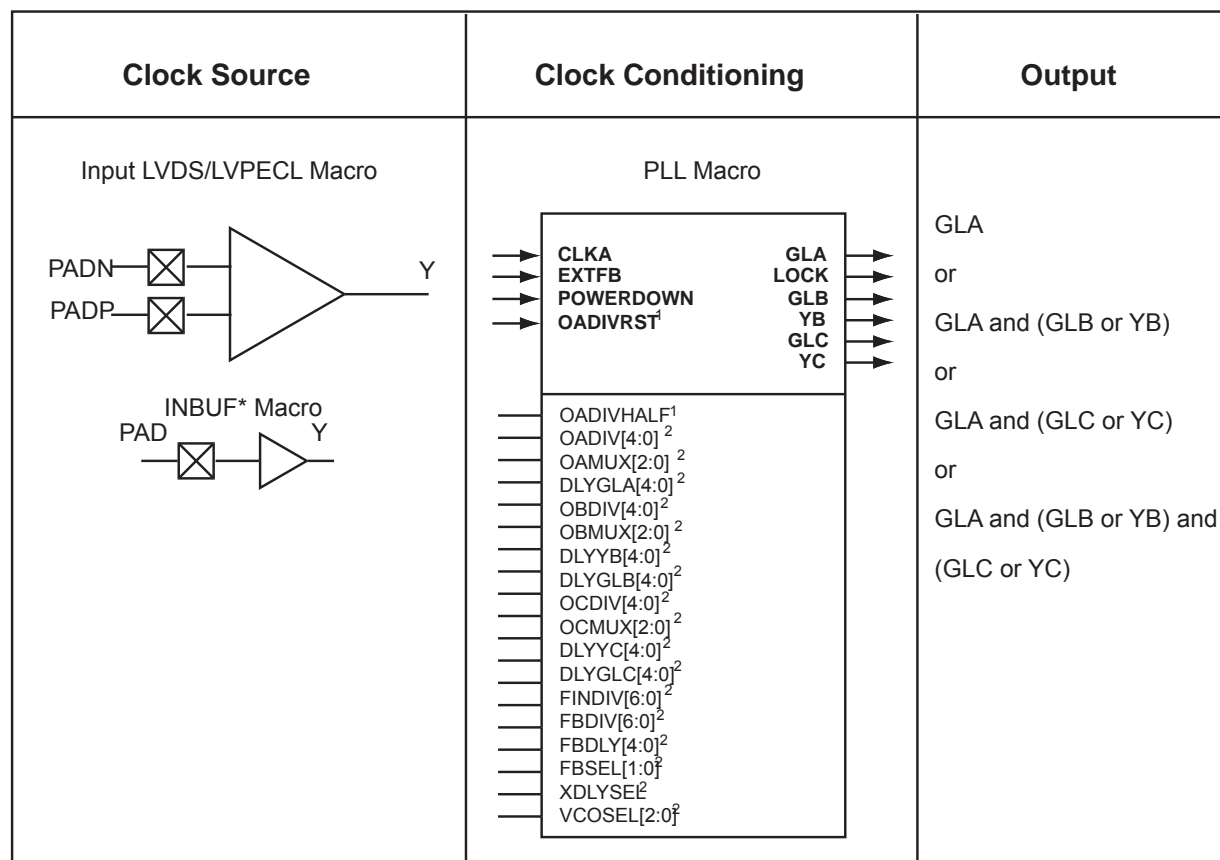 Clock Source
Clock Conditioning
Output
Input LVDS/LVPECL Macro
PADN
PADP
Y
INBUF* Macro
PAD
Y
PLL Macro
CLKA
EXTFB
POWERDOWN
OADIVRST1
GLA
LOCK
GLB
YB
GLC
YC
OADIVHALF1
OADIV[4:0] 2
OAMUX[2:0] 2
DLYGLA[4:0] 2
OBDIV[4:0]2
OBMUX[2:0] 2
DLYYB[4:0]2
DLYGLB[4:0]2
OCDIV[4:0]2
OCMUX[2:0] 2
DLYYC[4:0]2
DLYGLC[4:0]2
FINDIV[6:0] 2
FBDIV[6:0]2
FBDLY[4:0]2
FBSEL[1:0]2
XDLYSEL2
VCOSEL[2:0]2
GLA
or
GLA and (GLB or YB)
or
GLA and (GLC or YC)
or
GLA and (GLB or YB) and
(GLC or YC)